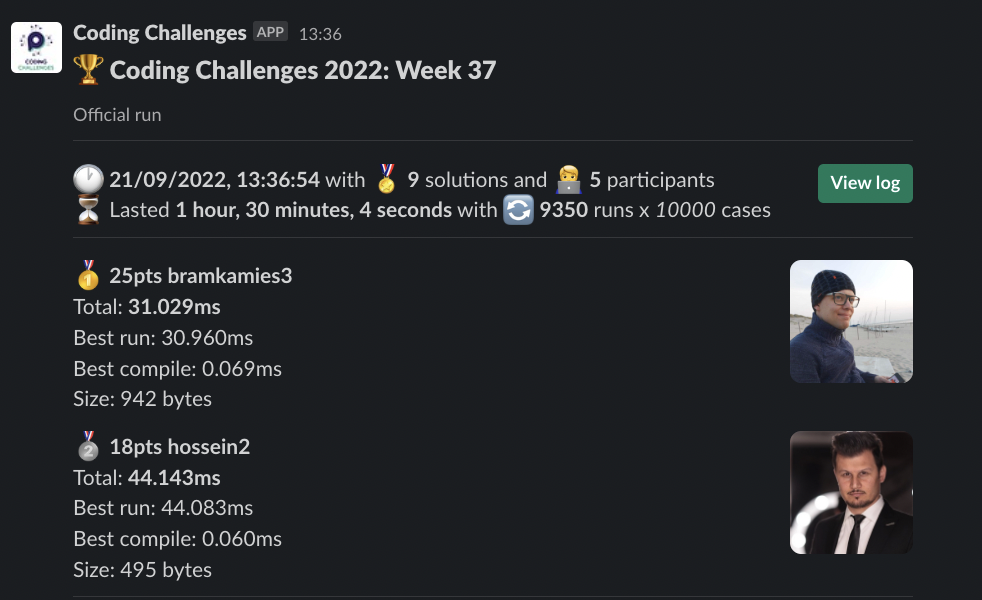 Coding Challenges APP 13:36
CODING
CHALLENGES
Coding Challenges 2022: Week 37
Official run
21/09/2022, 13:36:54 with 9 solutions and 5 participants
View log
Lasted 1 hour, 30 minutes, 4 seconds with 9350 runs x 10000 cases
1 25pts bramkamies3
Total: 31.029ms
Best run: 30.960ms
Best compile: 0.069ms
Size: 942 bytes
2 18pts hossein2
Total: 44.143ms
Best run: 44.083ms
Best compile: 0.060ms
Size: 495 bytes